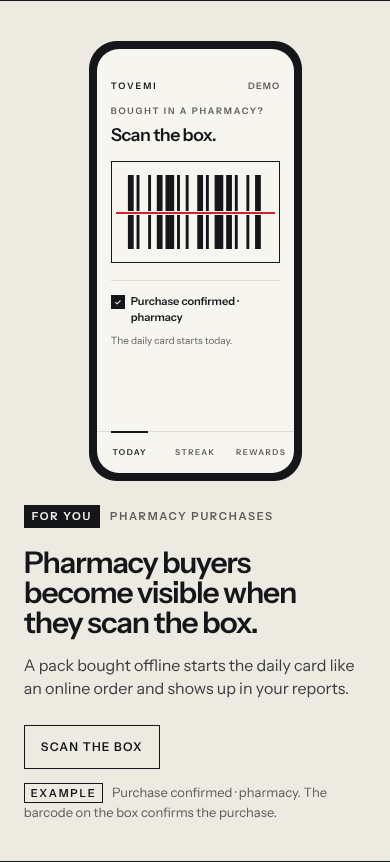 TOVEMI DEMO
BOUGHT IN A PHARMACY?
Scan the box.
Purchase confirmed ·
pharmacy
The daily card starts today.
TODAY STREAK REWARDS
FOR YOU PHARMACY PURCHASES
Pharmacy buyers
become visible when
they scan the box.
A pack bought offline starts the daily card like
an online order and shows up in your reports.
SCAN THE BOX
EXAMPLE Purchase confirmed · pharmacy. The
barcode on the box confirms the purchase.